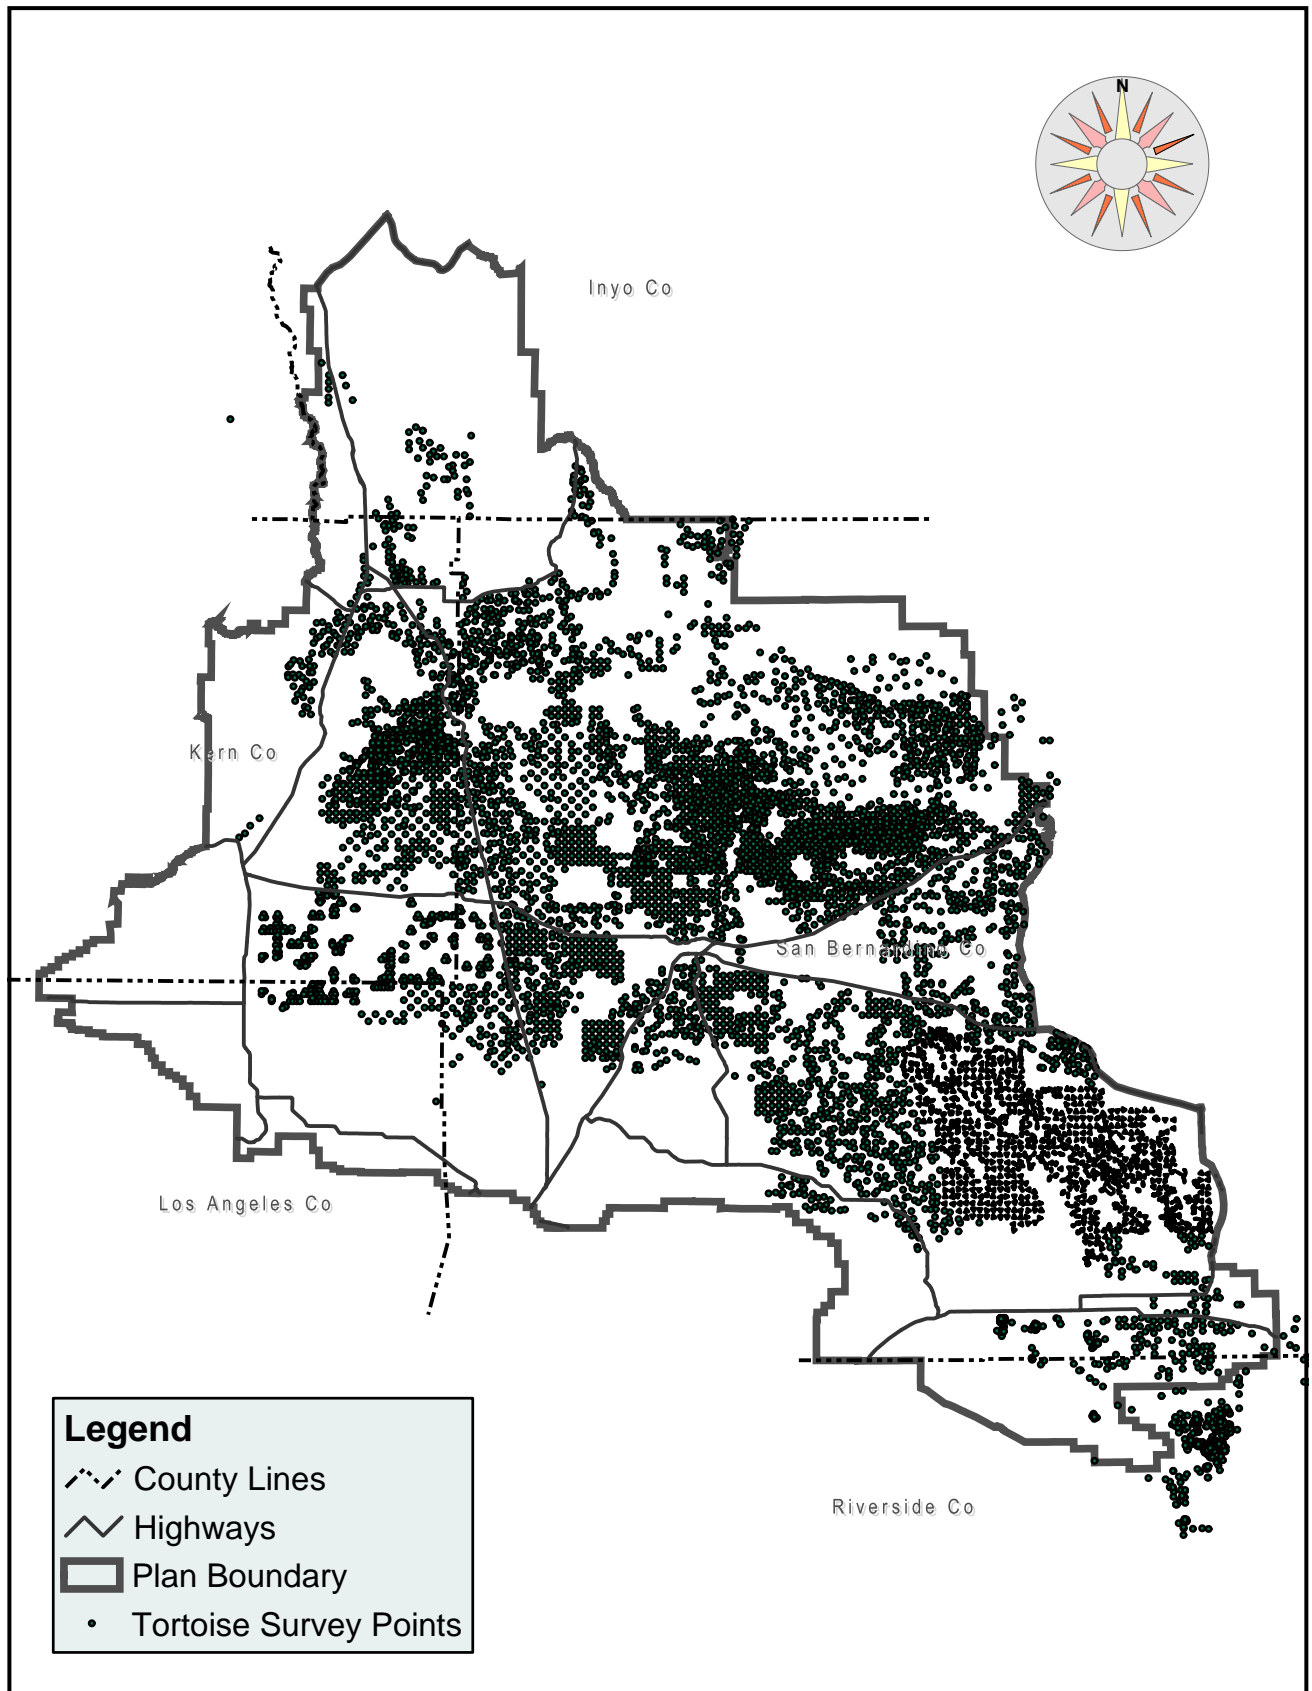 N
Inyo Co
Kern Co
San Bernardino Co
Los Angeles Co
Riverside Co
Legend
County Lines
Highways
Plan Boundary
Tortoise Survey Points